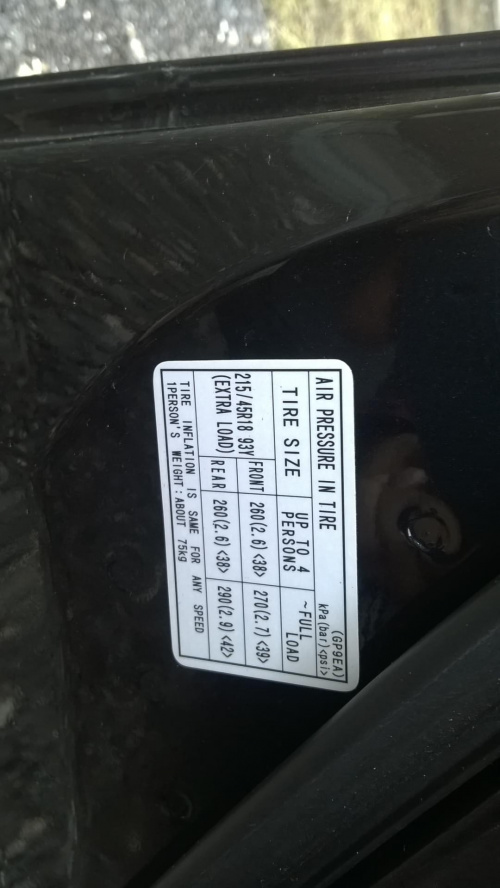 AIR PRESSURE IN TIRE (GP9EA) kPa(bar)<psi>
TIRE SIZE UP TO 4 PERSONS ~FULL LOAD
215/45R18 93Y (EXTRA LOAD)
FRONT 260(2.6)<38> 270(2.7)<39>
REAR 260(2.6)<38> 290(2.9)<42>
TIRE INFLATION IS SAME FOR ANY SPEED
1PERSON'S WEIGHT:ABOUT 75kg